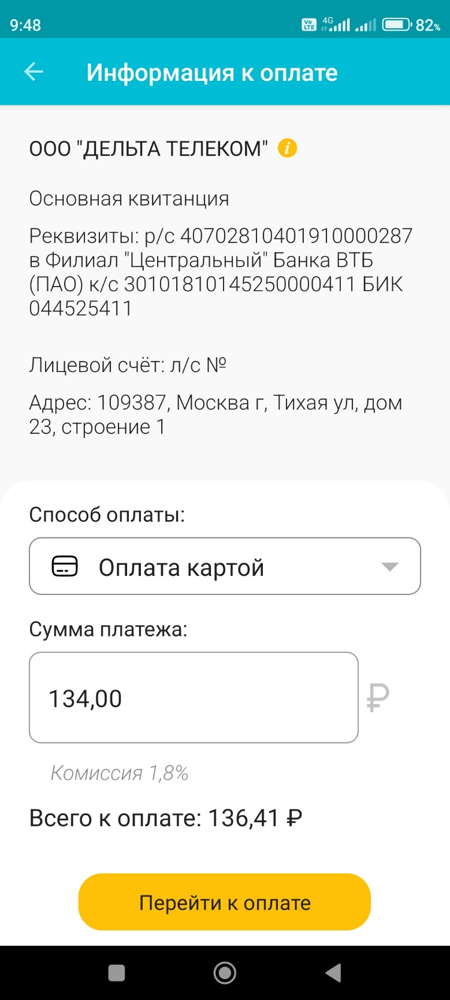 9:48
Vo LTE 4G 82%
Информация к оплате
ООО "ДЕЛЬТА ТЕЛЕКОМ" i
Основная квитанция
Реквизиты: р/с 40702810401910000287
в Филиал "Центральный" Банка ВТБ
(ПАО) к/с 30101810145250000411 БИК
044525411
Лицевой счёт: л/с №
Адрес: 109387, Москва г, Тихая ул, дом
23, строение 1
Способ оплаты:
Оплата картой
Сумма платежа:
134,00 ₽
Комиссия 1,8%
Всего к оплате: 136,41 ₽
Перейти к оплате